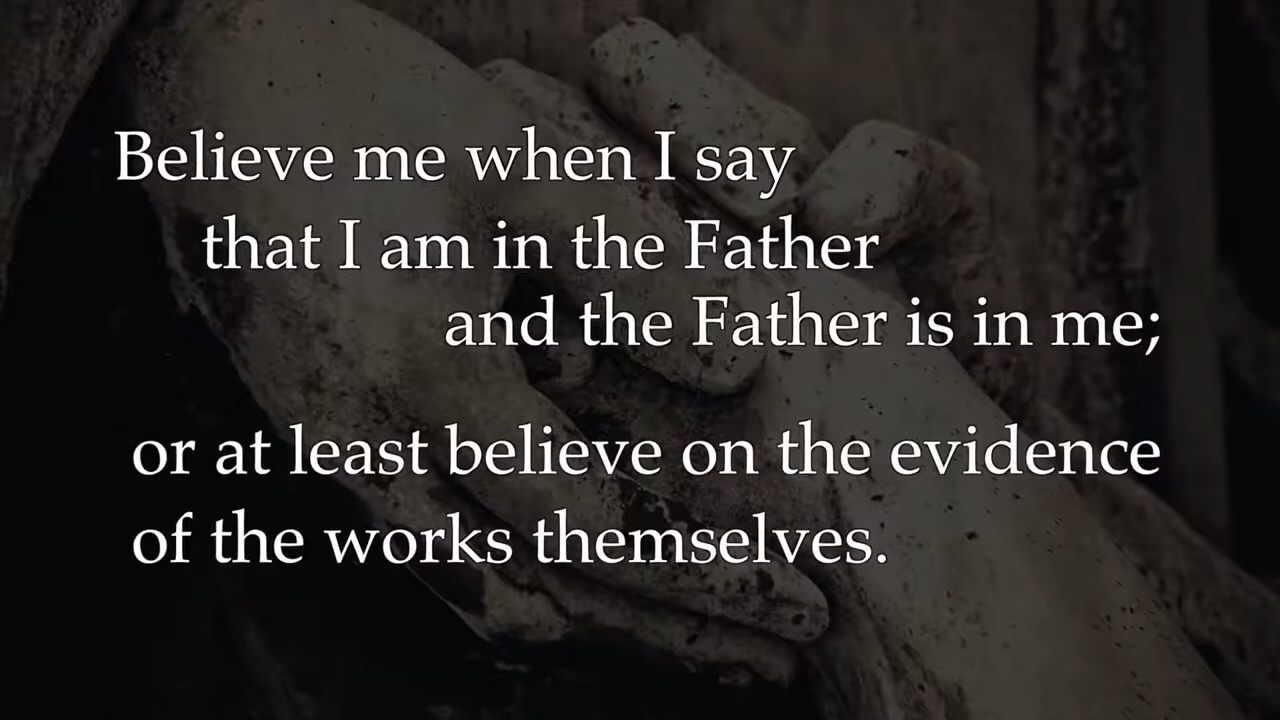 Believe me when I say
that I am in the Father
and the Father is in me;
or at least believe on the evidence
of the works themselves.